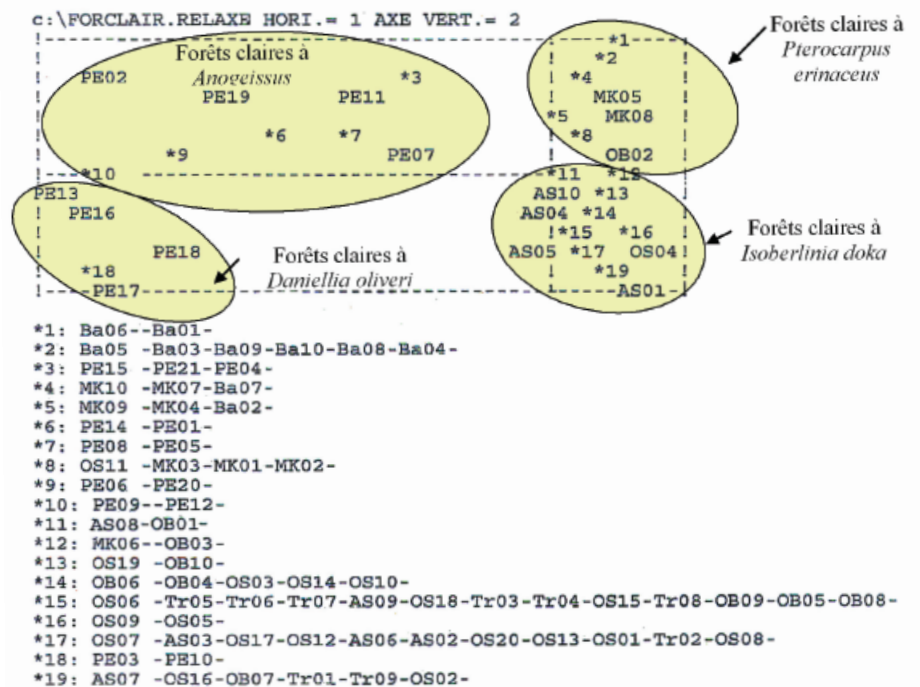 c:\FORCLAIR.RELAXE HORI.= 1 AXE VERT.= 2
Forêts claires à
Anogeissus
Forêts claires à
Pterocarpus
erinaceus
*1
*2
PE02 *3 *4
PE19 PE11 MK05
*5 MK08
*6 *7 *8
*9 PE07 OB02
*10 *11 *12
PE13 AS10 *13
PE16 AS04 *14
*15 *16
PE18 AS05 *17 OS04
*18 *19
PE17 AS01
Forêts claires à
Daniellia oliveri
Forêts claires à
Isoberlinia doka
*1: Ba06--Ba01-
*2: Ba05 -Ba03-Ba09-Ba10-Ba08-Ba04-
*3: PE15 -PE21-PE04-
*4: MK10 -MK07-Ba07-
*5: MK09 -MK04-Ba02-
*6: PE14 -PE01-
*7: PE08 -PE05-
*8: OS11 -MK03-MK01-MK02-
*9: PE06 -PE20-
*10: PE09--PE12-
*11: AS08-OB01-
*12: MK06--OB03-
*13: OS19 -OB10-
*14: OB06 -OB04-OS03-OS14-OS10-
*15: OS06 -Tr05-Tr06-Tr07-AS09-OS18-Tr03-Tr04-OS15-Tr08-OB09-OB05-OB08-
*16: OS09 -OS05-
*17: OS07 -AS03-OS17-OS12-AS06-AS02-OS20-OS13-OS01-Tr02-OS08-
*18: PE03 -PE10-
*19: AS07 -OS16-OB07-Tr01-Tr09-OS02-